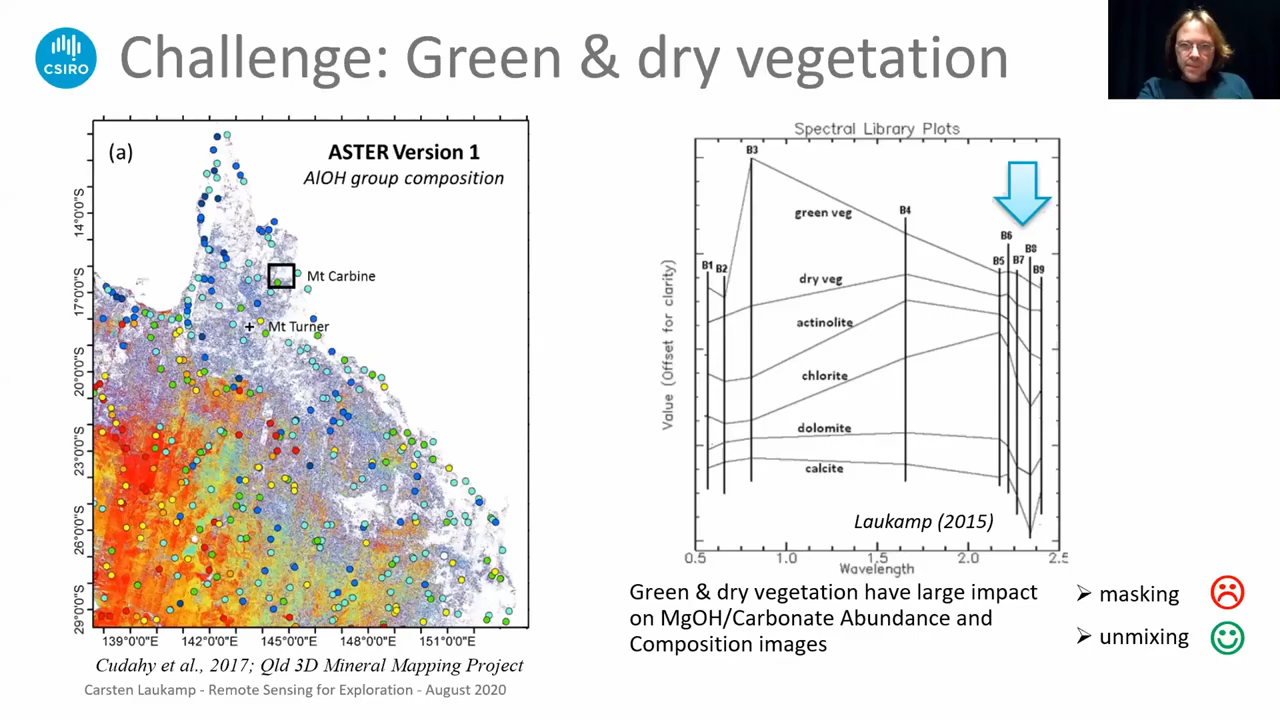 CSIRO
Challenge: Green & dry vegetation
(a)
ASTER Version 1
AlOH group composition
Mt Carbine
Mt Turner
14°0'0"S
17°0'0"S
20°0'0"S
23°0'0"S
26°0'0"S
29°0'0"S
139°0'0"E
142°0'0"E
145°0'0"E
148°0'0"E
151°0'0"E
Cudahy et al., 2017; Qld 3D Mineral Mapping Project
Carsten Laukamp - Remote Sensing for Exploration - August 2020
Spectral Library Plots
Value (Offset for clarity)
B1
B2
B3
B4
B5
B6
B7
B8
B9
green veg
dry veg
actinolite
chlorite
dolomite
calcite
Laukamp (2015)
0.5
1.0
1.5
2.0
2.5
Wavelength
Green & dry vegetation have large impact
on MgOH/Carbonate Abundance and
Composition images
➢ masking
➢ unmixing